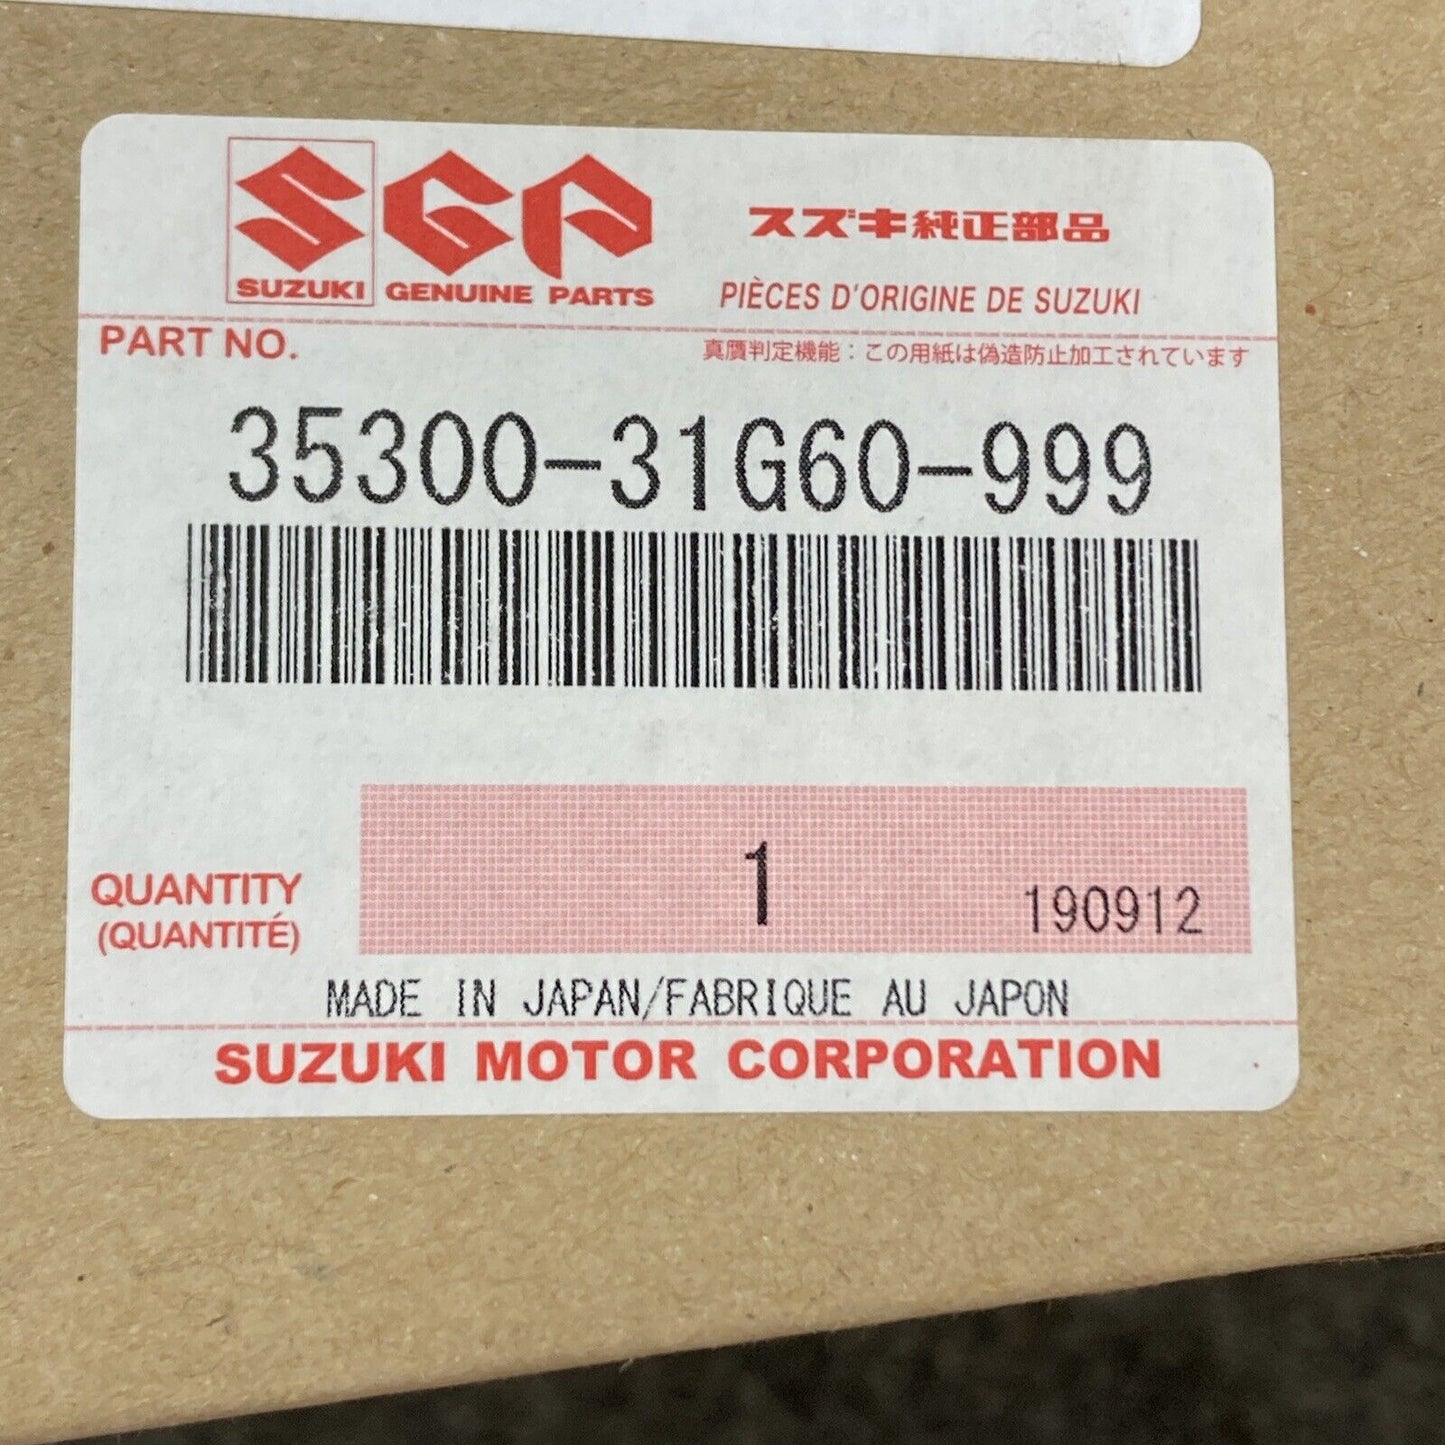 SGP
SUZUKI GENUINE PARTS
スズキ純正部品
PIÈCES D'ORIGINE DE SUZUKI
PART NO.
真贋判定機能：この用紙は偽造防止加工されています
35300-31G60-999
QUANTITY
(QUANTITÉ)
1
190912
MADE IN JAPAN/FABRIQUE AU JAPON
SUZUKI MOTOR CORPORATION